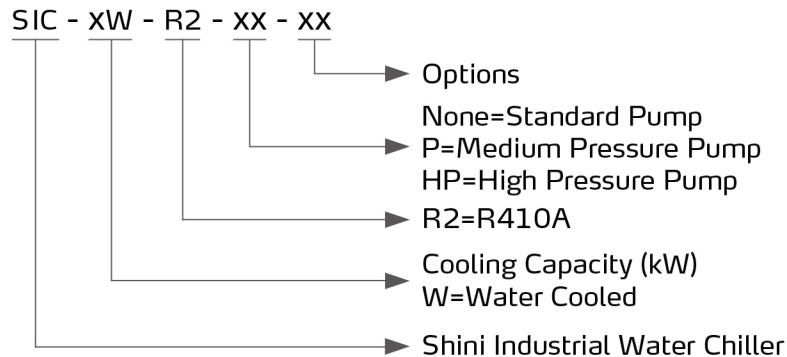 SIC - xW - R2 - xx - xx
Options
None=Standard Pump
P=Medium Pressure Pump
HP=High Pressure Pump
R2=R410A
Cooling Capacity (kW)
W=Water Cooled
Shini Industrial Water Chiller